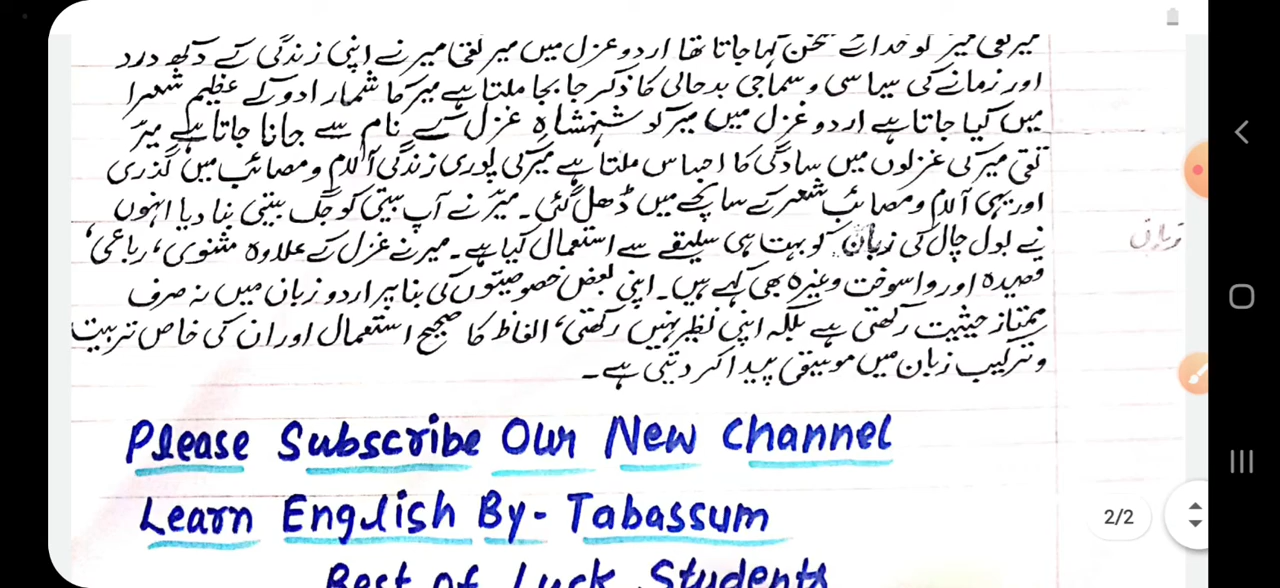 میر تقی میر کو خدائے سخن کہا جاتا تھا اردو غزل میں میر تقی میر نے اپنی زندگی کے دکھ درد
اور زمانے کی سیاسی و سماجی بدحالی کا ذکر جا بجا ملتا ہے میر کا شمار ادو کے عظیم شعرا
میں کیا جاتا ہے اردو غزل میں میر کو شہنشاہِ غزل کے نام سے جانا جاتا ہے میر
تقی میر کی غزلوں میں سادگی کا احساس ملتا ہے میر کی پوری زندگی آلام و مصائب میں گذری
اور یہی آلام و مصائب شعر کے سانچے میں ڈھل گئی۔ میر نے آپ بیتی کو جگ بیتی بنا دیا انہوں
نے بول چال کی زبان کو بہت ہی سلیقے سے استعمال کیا ہے۔ میر نے غزل کے علاوہ مثنوی، رباعی،
قصیدہ اور واسوخت وغیرہ بھی کہے ہیں۔ اپنی بعض خصوصیتوں کی بنا پر اردو زبان میں نہ صرف
ممتاز حیثیت رکھتی ہے بلکہ اپنی نظیر نہیں رکھتی، الفاظ کا صحیح استعمال اور ان کی خاص تربیت
و ترکیب زبان میں موسیقی پیدا کر دیتی ہے۔
Please Subscribe Our New Channel
Learn English By- Tabassum
Best of Luck Students
2/2